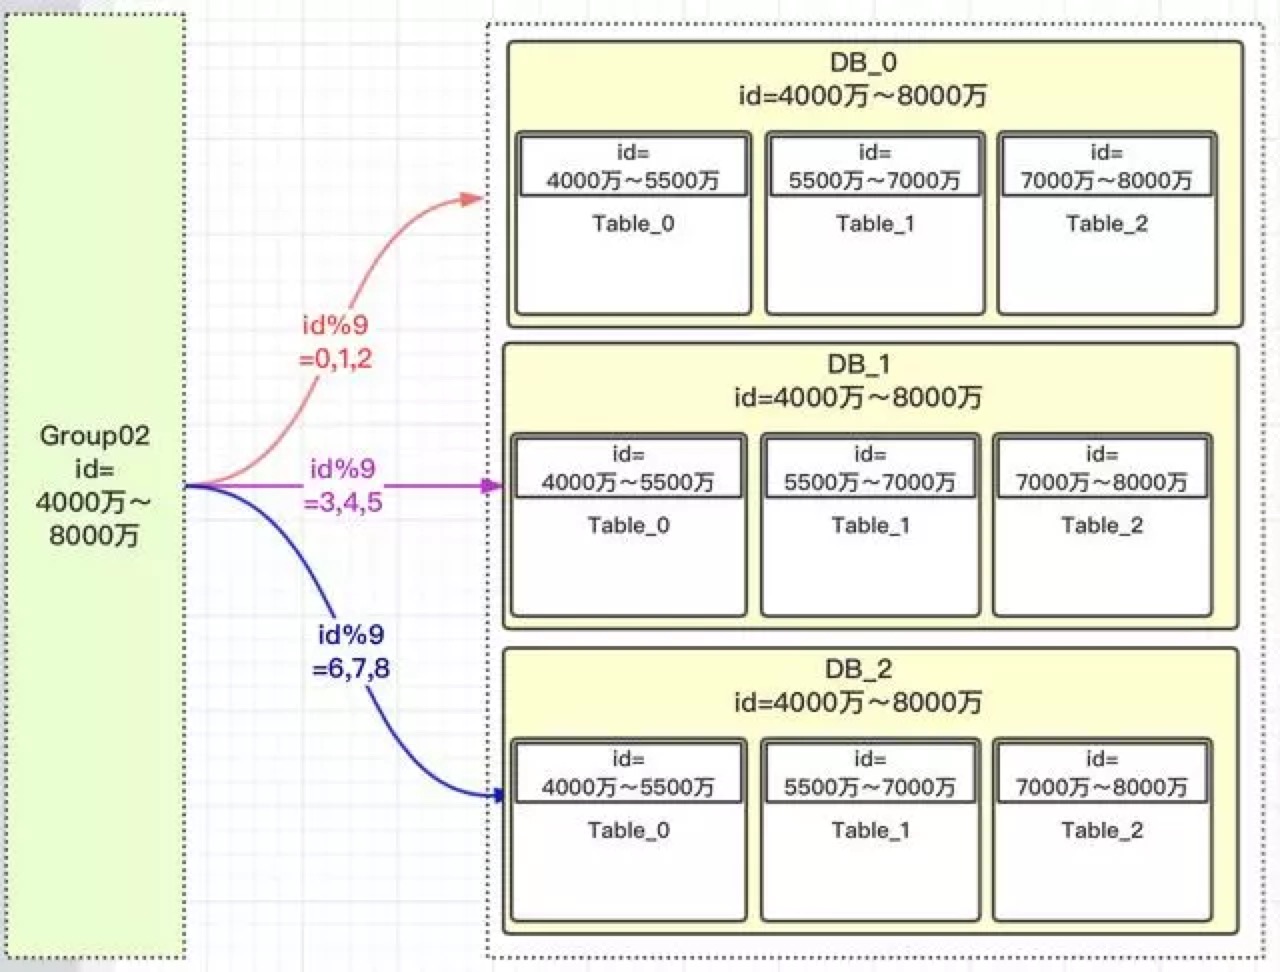 Group02
id=
4000万～
8000万
id%9
=0,1,2
id%9
=3,4,5
id%9
=6,7,8
DB_0
id=4000万～8000万
id=
4000万～5500万
Table_0
id=
5500万～7000万
Table_1
id=
7000万～8000万
Table_2
DB_1
id=4000万～8000万
id=
4000万～5500万
Table_0
id=
5500万～7000万
Table_1
id=
7000万～8000万
Table_2
DB_2
id=4000万～8000万
id=
4000万～5500万
Table_0
id=
5500万～7000万
Table_1
id=
7000万～8000万
Table_2